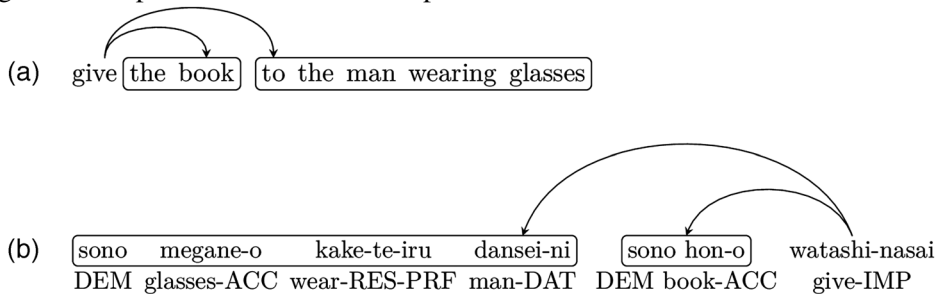 (a) give the book to the man wearing glasses
(b) sono megane-o kake-te-iru dansei-ni sono hon-o watashi-nasai
DEM glasses-ACC wear-RES-PRF man-DAT DEM book-ACC give-IMP